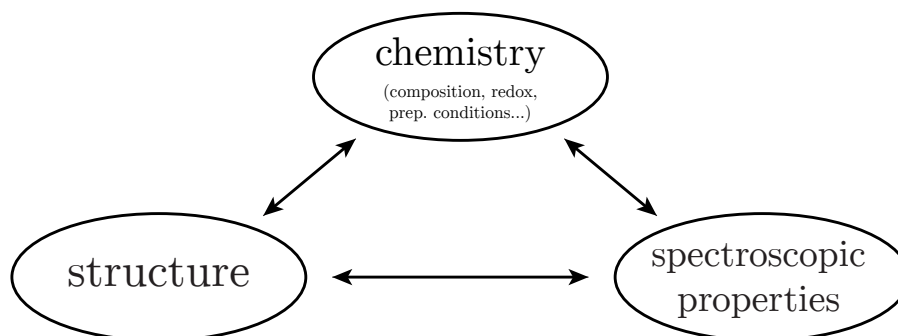 chemistry
(composition, redox,
prep. conditions...)
structure
spectroscopic
properties